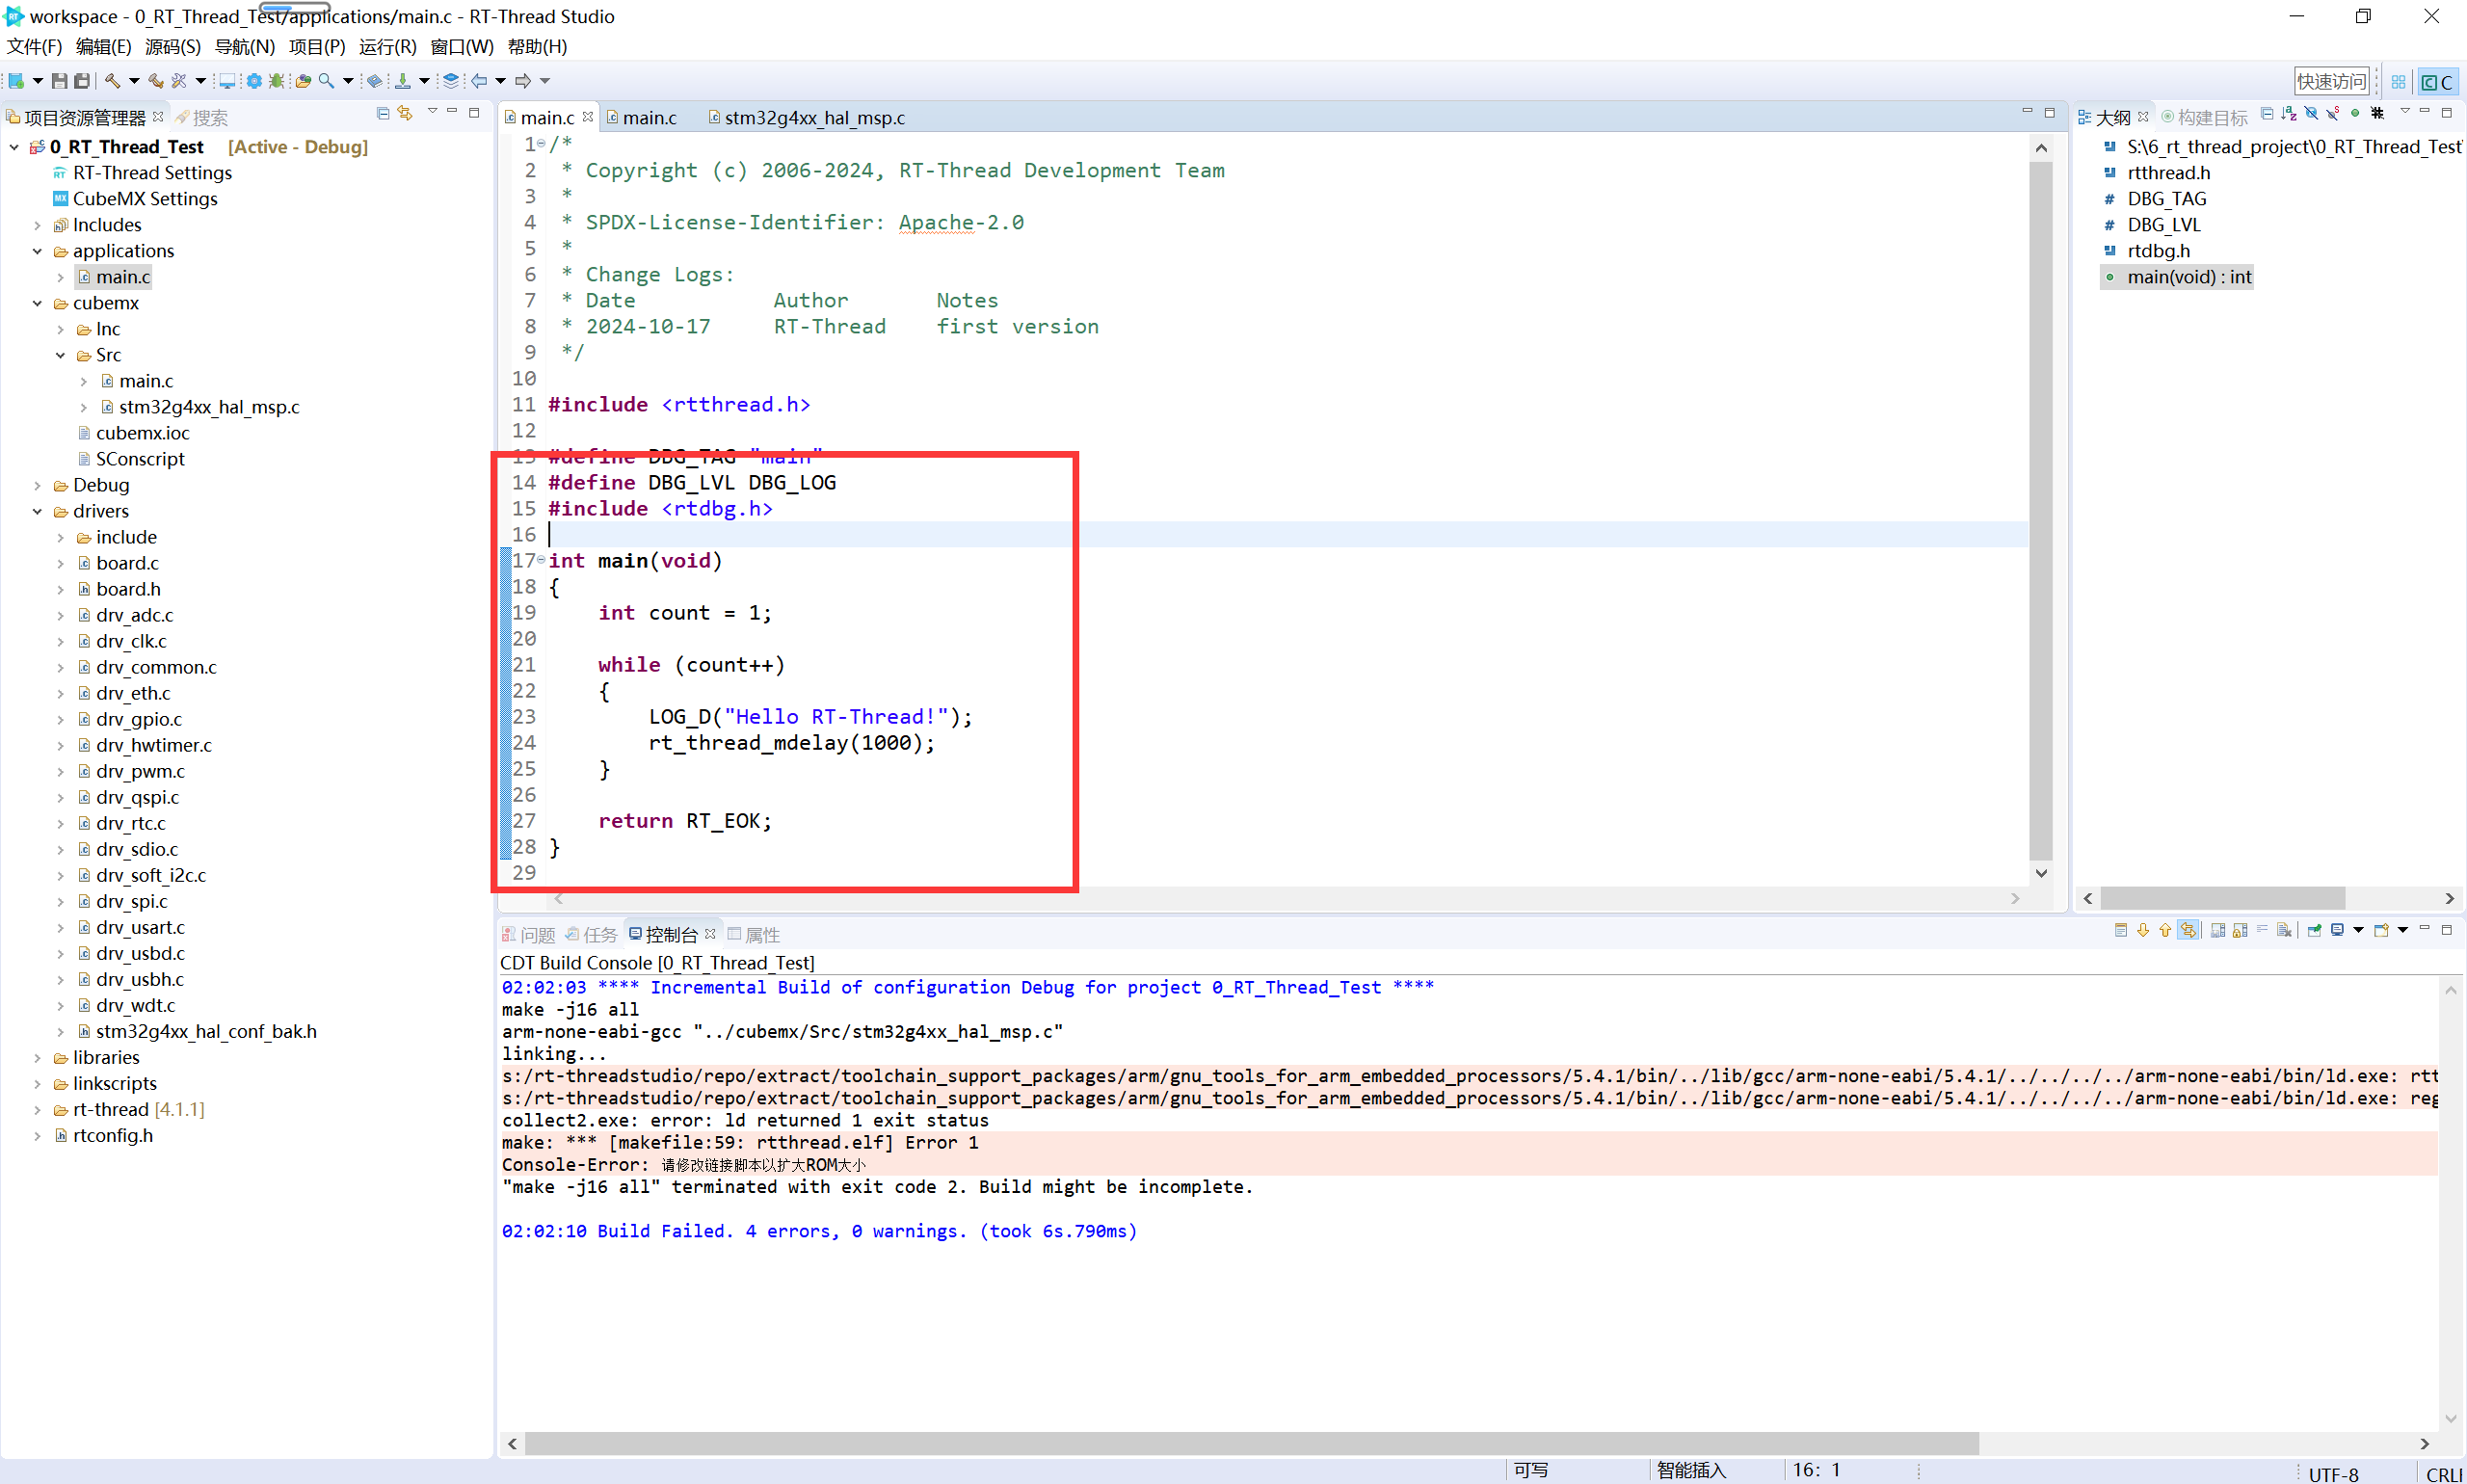 workspace - 0_RT_Thread_Test/applications/main.c - RT-Thread Studio
文件(F) 编辑(E) 源码(S) 导航(N) 项目(P) 运行(R) 窗口(W) 帮助(H)
快速访问
C
项目资源管理器
搜索
0_RT_Thread_Test [Active - Debug]
RT-Thread Settings
CubeMX Settings
Includes
applications
main.c
cubemx
Inc
Src
main.c
stm32g4xx_hal_msp.c
cubemx.ioc
SConscript
Debug
drivers
include
board.c
board.h
drv_adc.c
drv_clk.c
drv_common.c
drv_eth.c
drv_gpio.c
drv_hwtimer.c
drv_pwm.c
drv_qspi.c
drv_rtc.c
drv_sdio.c
drv_soft_i2c.c
drv_spi.c
drv_usart.c
drv_usbd.c
drv_usbh.c
drv_wdt.c
stm32g4xx_hal_conf_bak.h
libraries
linkscripts
rt-thread [4.1.1]
rtconfig.h
main.c main.c stm32g4xx_hal_msp.c
1 /*
2 * Copyright (c) 2006-2024, RT-Thread Development Team
3 *
4 * SPDX-License-Identifier: Apache-2.0
5 *
6 * Change Logs:
7 * Date Author Notes
8 * 2024-10-17 RT-Thread first version
9 */
10
11 #include <rtthread.h>
12
13 #define DBG_TAG "main"
14 #define DBG_LVL DBG_LOG
15 #include <rtdbg.h>
16
17 int main(void)
18 {
19 int count = 1;
20
21 while (count++)
22 {
23 LOG_D("Hello RT-Thread!");
24 rt_thread_mdelay(1000);
25 }
26
27 return RT_EOK;
28 }
29
大纲 构建目标
S:\6_rt_thread_project\0_RT_Thread_Test
rtthread.h
DBG_TAG
DBG_LVL
rtdbg.h
main(void) : int
问题 任务 控制台 属性
CDT Build Console [0_RT_Thread_Test]
02:02:03 **** Incremental Build of configuration Debug for project 0_RT_Thread_Test ****
make -j16 all
arm-none-eabi-gcc "../cubemx/Src/stm32g4xx_hal_msp.c"
linking...
s:/rt-threadstudio/repo/extract/toolchain_support_packages/arm/gnu_tools_for_arm_embedded_processors/5.4.1/bin/../lib/gcc/arm-none-eabi/5.4.1/../../../../arm-none-eabi/bin/ld.exe: rtt
s:/rt-threadstudio/repo/extract/toolchain_support_packages/arm/gnu_tools_for_arm_embedded_processors/5.4.1/bin/../lib/gcc/arm-none-eabi/5.4.1/../../../../arm-none-eabi/bin/ld.exe: reg
collect2.exe: error: ld returned 1 exit status
make: *** [makefile:59: rtthread.elf] Error 1
Console-Error: 请修改链接脚本以扩大ROM大小
"make -j16 all" terminated with exit code 2. Build might be incomplete.
02:02:10 Build Failed. 4 errors, 0 warnings. (took 6s.790ms)
可写 智能插入 16: 1 UTF-8 CRLF